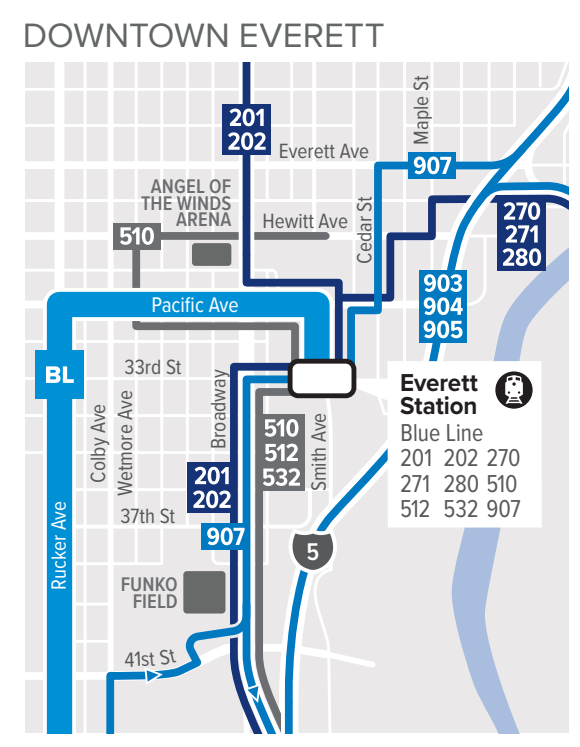 DOWNTOWN EVERETT
Maple St
201
202
Everett Ave
907
ANGEL OF
THE WINDS
ARENA
Hewitt Ave
Cedar St
510
270
271
280
903
904
905
Pacific Ave
BL
33rd St
Colby Ave
Wetmore Ave
Broadway
Smith Ave
510
512
532
Everett
Station
Blue Line
201 202 270
271 280 510
512 532 907
201
202
37th St
907
5
Rucker Ave
FUNKO
FIELD
41st St